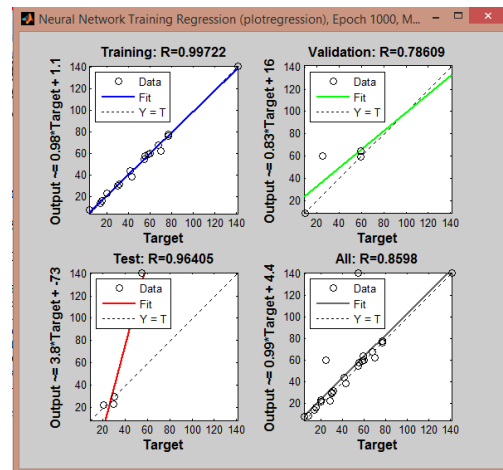 Neural Network Training Regression (plotregression), Epoch 1000, M...
Training: R=0.99722
Output ~= 0.98*Target + 1.1
140
120
100
80
60
40
20
Data
Fit
Y = T
20 40 60 80 100 120 140
Target
Validation: R=0.78609
Output ~= 0.83*Target + 16
140
120
100
80
60
40
20
Data
Fit
Y = T
20 40 60 80 100 120 140
Target
Test: R=0.96405
Output ~= 3.8*Target + -73
140
120
100
80
60
40
20
Data
Fit
Y = T
20 40 60 80 100 120 140
Target
All: R=0.8598
Output ~= 0.99*Target + 4.4
140
120
100
80
60
40
20
Data
Fit
Y = T
20 40 60 80 100 120 140
Target